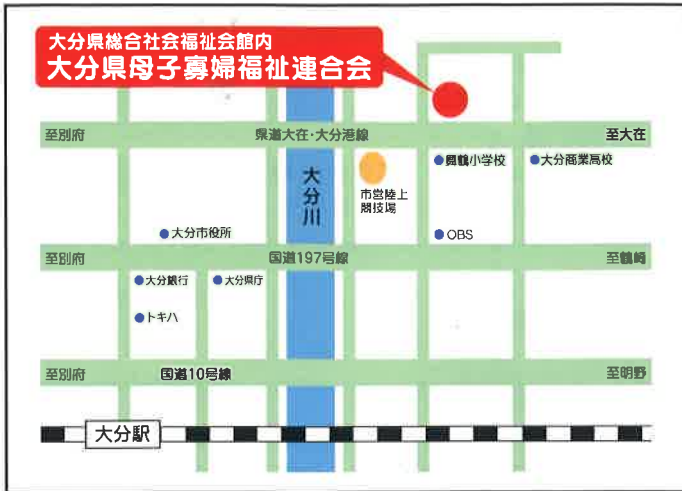 大分県総合社会福祉会館内
大分県母子寡婦福祉連合会
至別府
県道大在・大分港線
至大在
大分川
市営陸上
競技場
舞鶴小学校
大分商業高校
大分市役所
OBS
至別府
国道197号線
至鶴崎
大分銀行
大分県庁
トキハ
至別府
国道10号線
至明野
大分駅